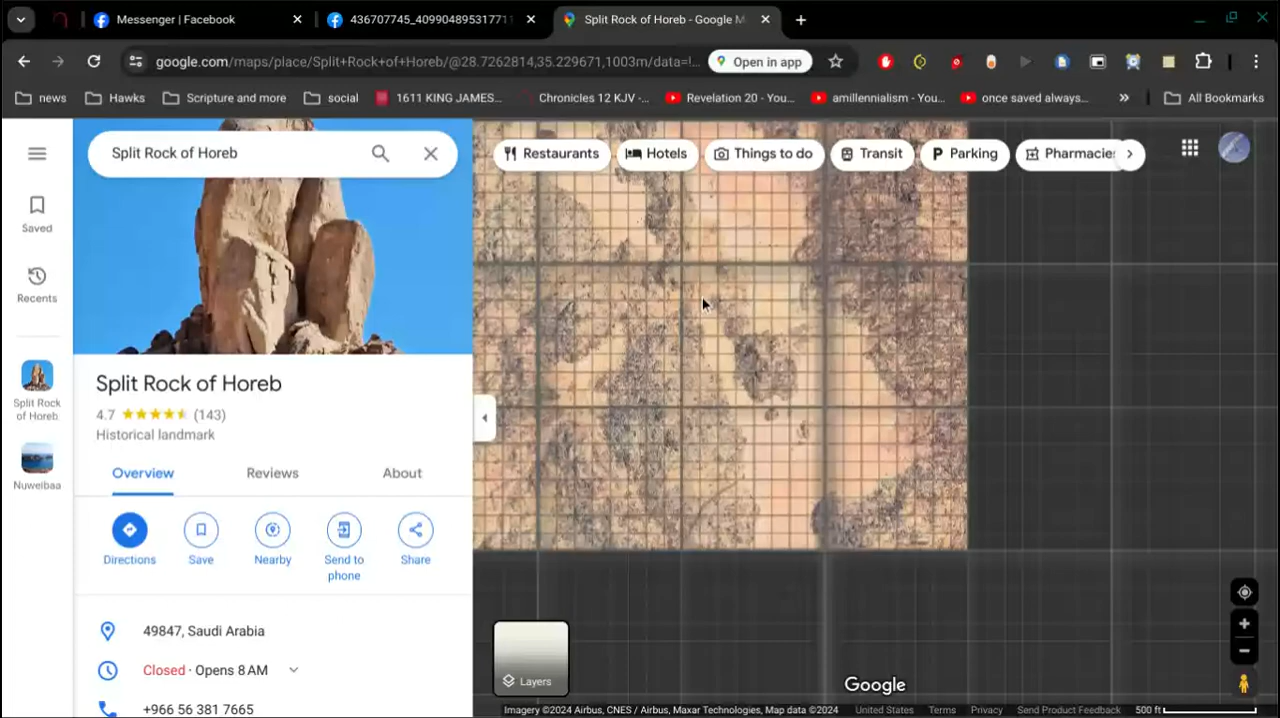 Messenger | Facebook
436707745_40990489531771
Split Rock of Horeb - Google M
google.com/maps/place/Split+Rock+of+Horeb/@28.7262814,35.229671,1003m/data=!...
Open in app
news
Hawks
Scripture and more
social
1611 KING JAMES...
Chronicles 12 KJV -...
Revelation 20 - You...
amillennialism - You...
once saved always...
»
All Bookmarks
Split Rock of Horeb
Restaurants
Hotels
Things to do
Transit
Parking
Pharmacies
Saved
Recents
Split Rock
of Horeb
Nuweibaa
Split Rock of Horeb
4.7 (143)
Historical landmark
Overview
Reviews
About
Directions
Save
Nearby
Send to
phone
Share
49847, Saudi Arabia
Closed · Opens 8 AM
+966 56 381 7665
Layers
Google
Imagery ©2024 Airbus, CNES / Airbus, Maxar Technologies, Map data ©2024
United States
Terms
Privacy
Send Product Feedback
500 ft